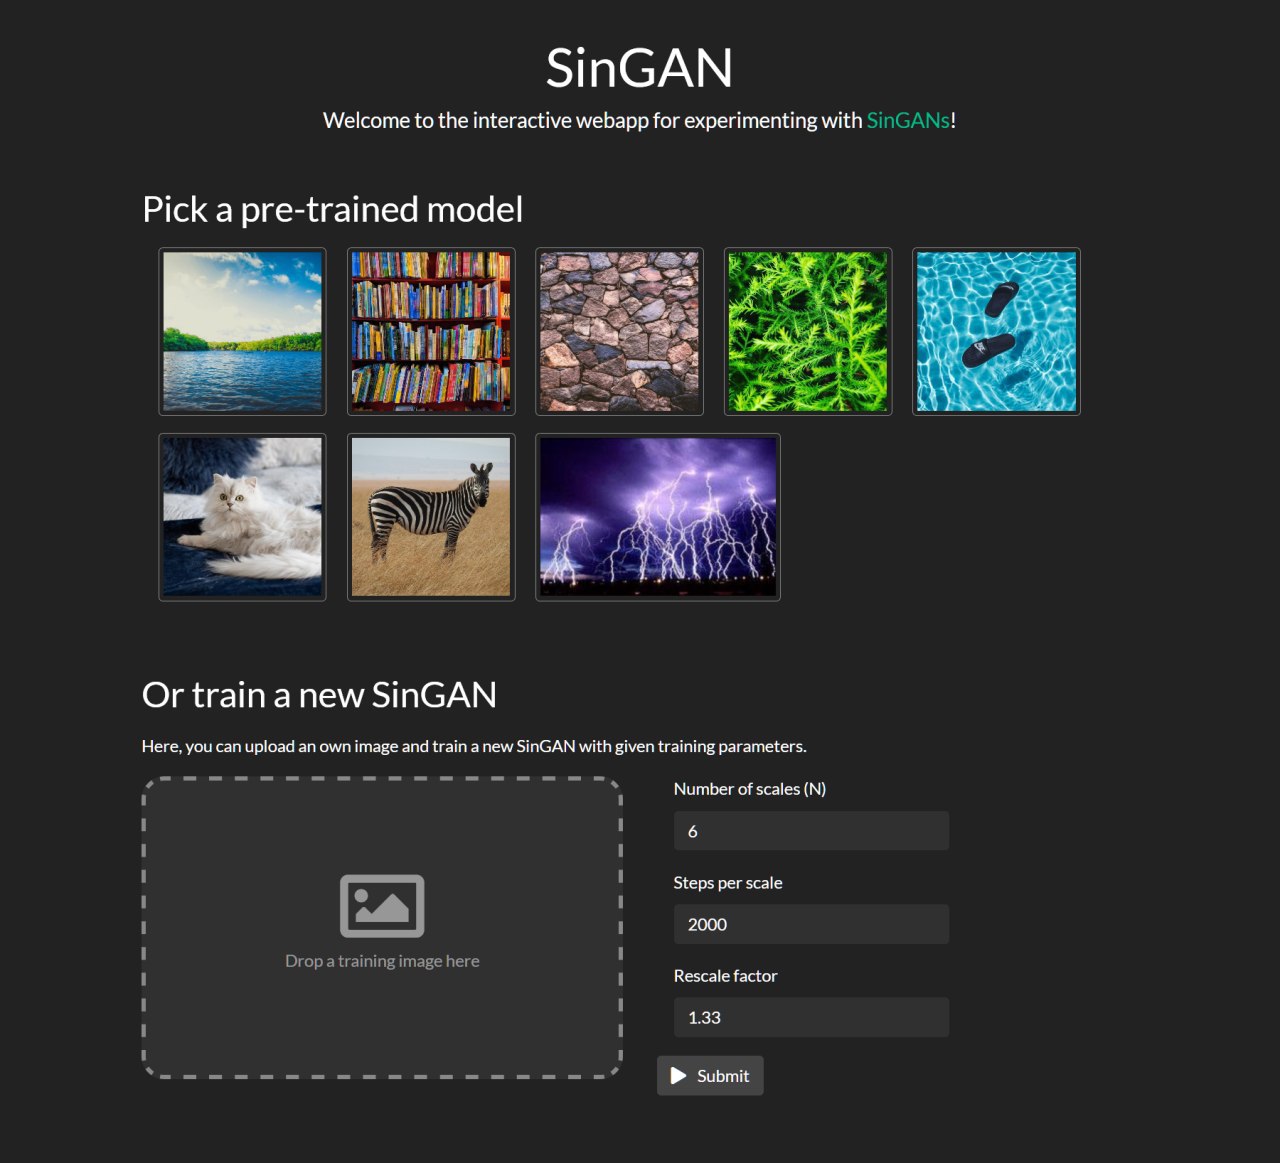 SinGAN
Welcome to the interactive webapp for experimenting with SinGANs!
Pick a pre-trained model
Or train a new SinGAN
Here, you can upload an own image and train a new SinGAN with given training parameters.
Drop a training image here
Number of scales (N)
6
Steps per scale
2000
Rescale factor
1.33
Submit